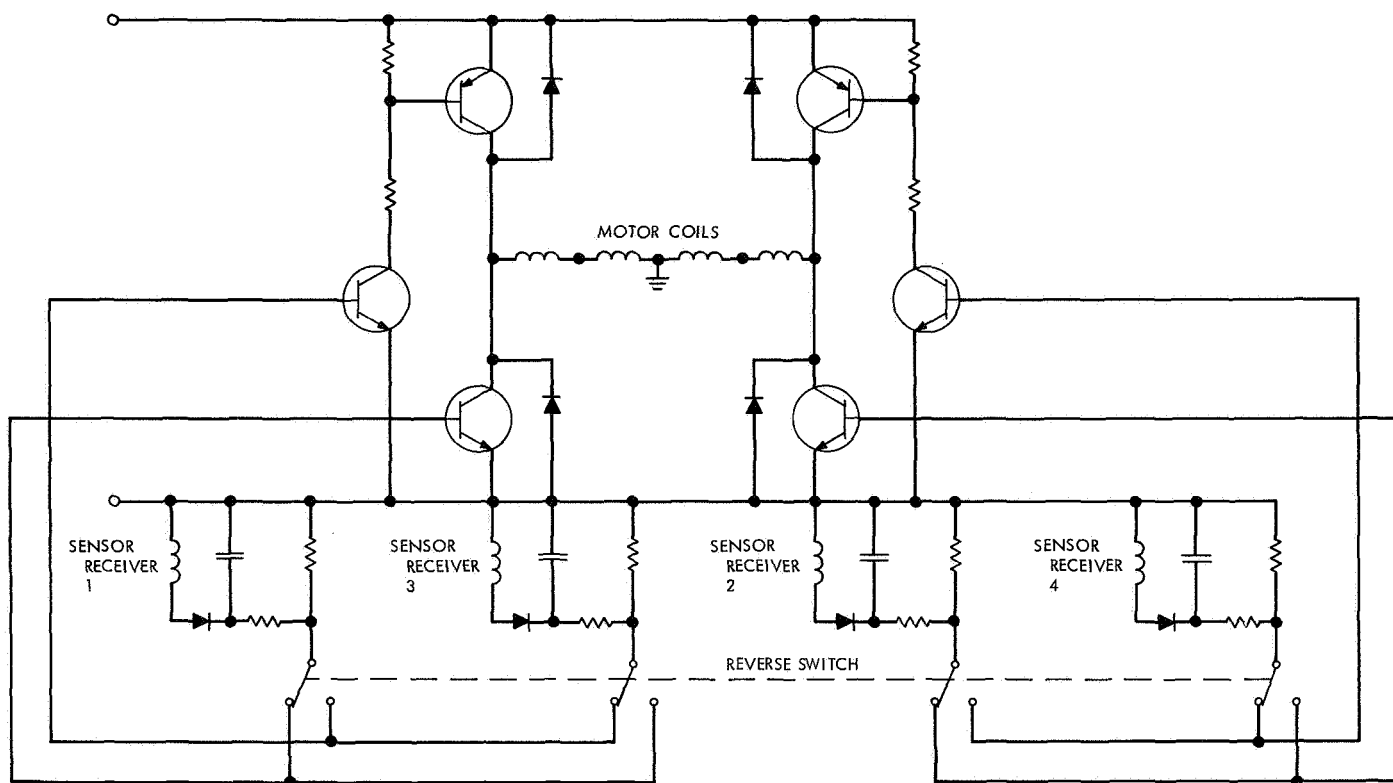 MOTOR COILS
SENSOR
RECEIVER
1
SENSOR
RECEIVER
3
SENSOR
RECEIVER
2
SENSOR
RECEIVER
4
REVERSE SWITCH